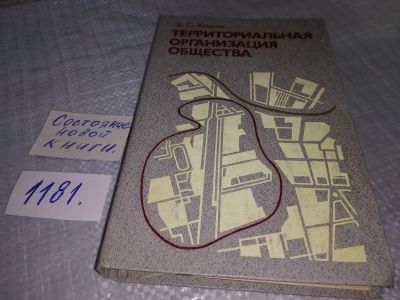 Б.С. Хорев
ТЕРРИТОРИАЛЬНАЯ
ОРГАНИЗАЦИЯ
ОБЩЕСТВА
Состояние
новой
книги.
1181.